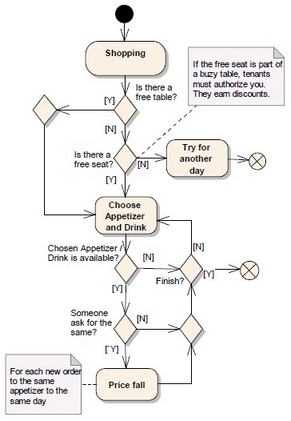 Shopping
If the free seat is part of
a buzy table, tenants
must authorize you.
They earn discounts.
Is there a
free table?
[Y]
[N]
Is there a
free seat?
[N]
Try for
another
day
[Y]
Choose
Appetizer
and Drink
Chosen Appetizer /
Drink is available?
[N]
[N]
[Y]
Finish?
[Y]
Someone
ask for the
same?
[N]
[`Y]
For each new order
to the same
appetizer to the
same day
Price fall